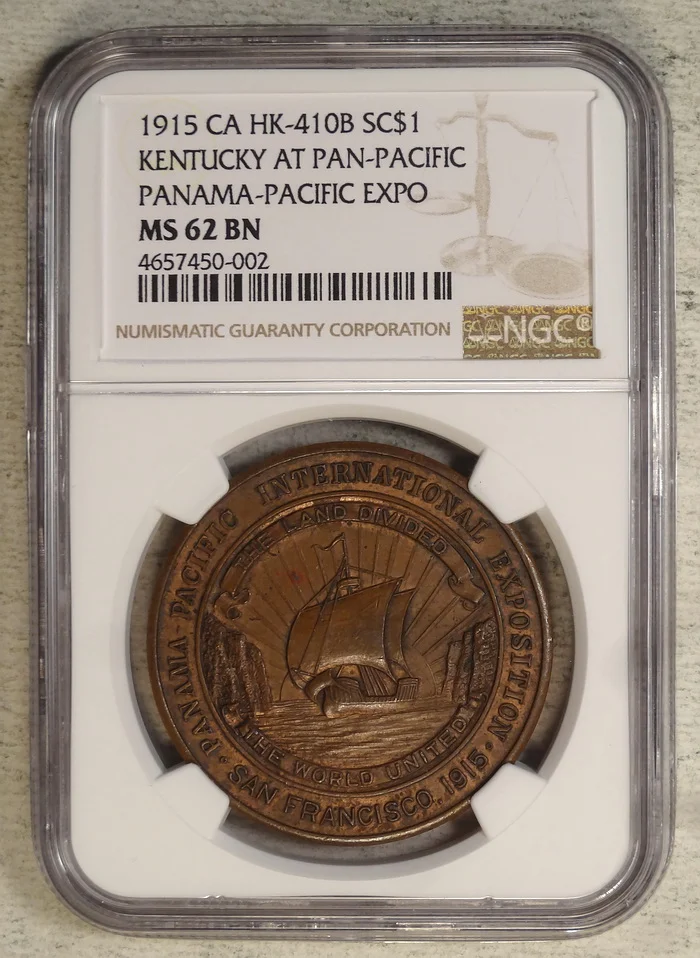 1915 CA HK-410B SC$1
KENTUCKY AT PAN-PACIFIC
PANAMA-PACIFIC EXPO
MS 62 BN
4657450-002
NUMISMATIC GUARANTY CORPORATION
NGC®
PANAMA-PACIFIC INTERNATIONAL EXPOSITION
THE LAND DIVIDED
THE WORLD UNITED
SAN FRANCISCO, 1915